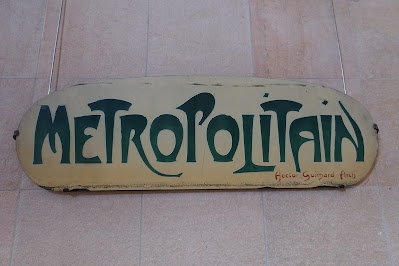 METROPOLITAIN
Hector Guimard Arch